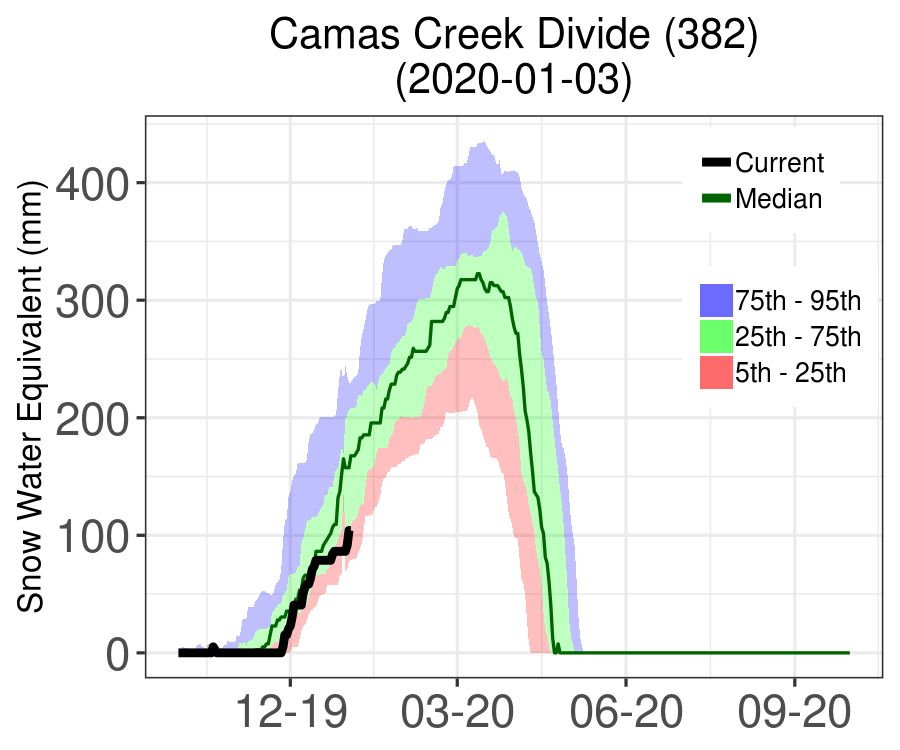 Camas Creek Divide (382)
(2020-01-03)
Snow Water Equivalent (mm)
400
300
200
100
0
Current
Median
75th - 95th
25th - 75th
5th - 25th
12-19
03-20
06-20
09-20